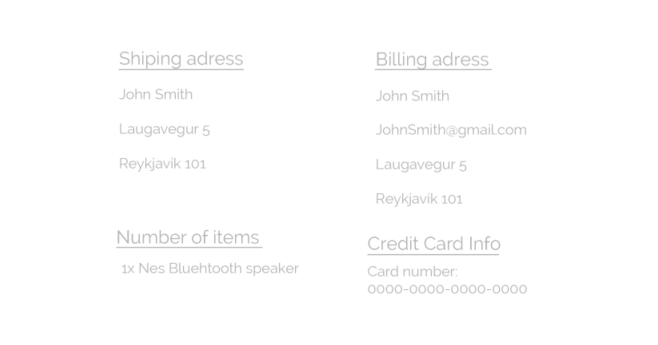 Shiping adress
John Smith
Laugavegur 5
Reykjavik 101
Billing adress
John Smith
JohnSmith@gmail.com
Laugavegur 5
Reykjavík 101
Number of items
1x Nes Bluehtooth speaker
Credit Card Info
Card number:
0000-0000-0000-0000